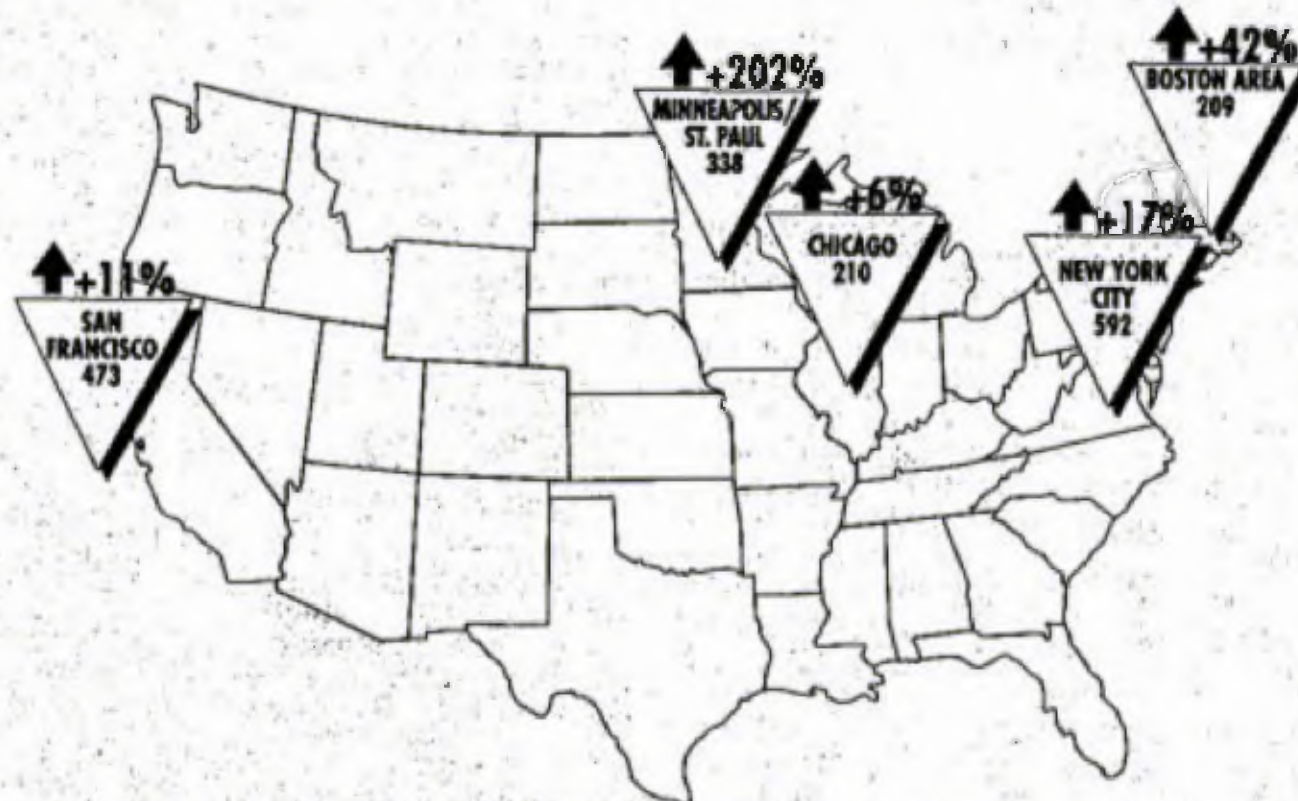 +42%
BOSTON AREA
209
+202%
MINNEAPOLIS/
ST. PAUL
338
+6%
CHICAGO
210
+17%
NEW YORK
CITY
592
+11%
SAN
FRANCISCO
473